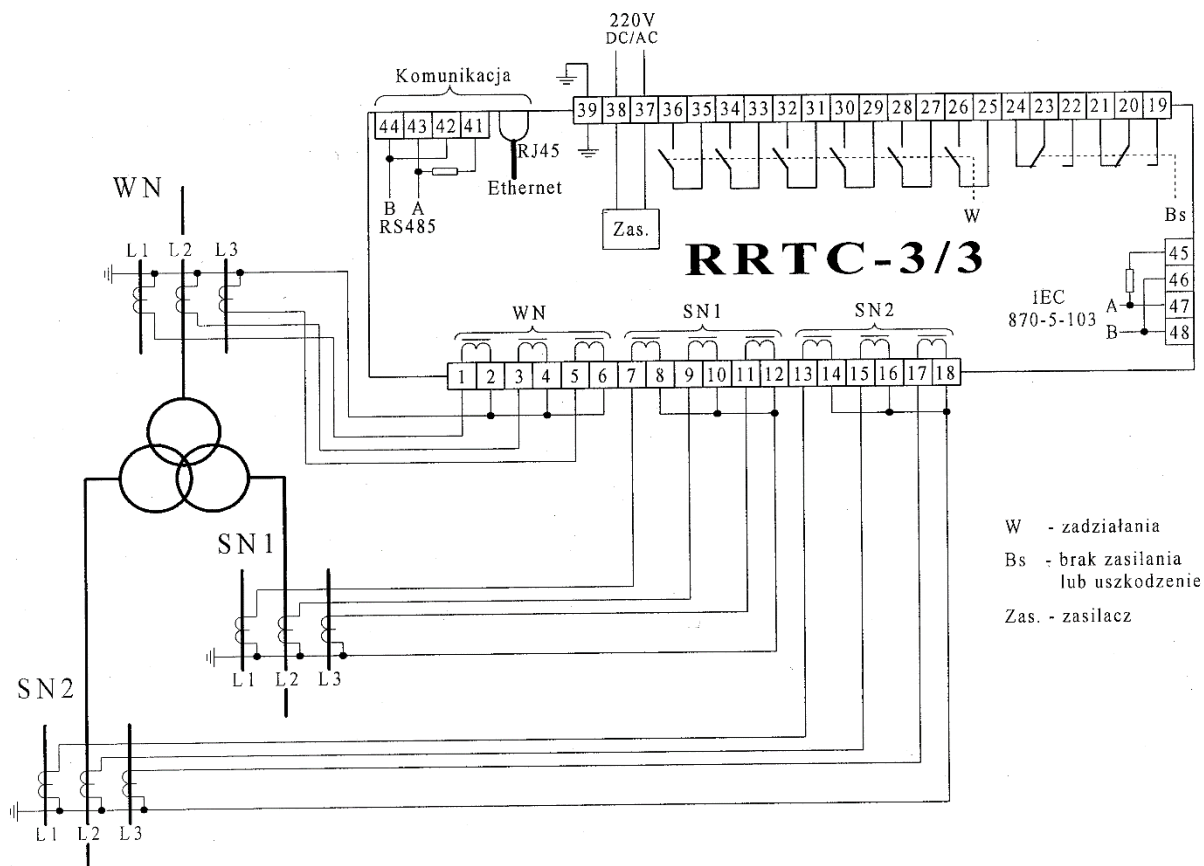 220V
DC/AC
Komunikacja
39 38 37 36 35 34 33 32 31 30 29 28 27 26 25 24 23 22 21 20 19
44 43 42 41
RJ45
Ethernet
B A
RS485
Zas.
W
Bs
RRTC-3/3
WN
L1 L2 L3
45
46
47
48
IEC
870-5-103
A
B
WN SN1 SN2
1 2 3 4 5 6 7 8 9 10 11 12 13 14 15 16 17 18
SN1
L1 L2 L3
SN2
L1 L2 L3
W - zadziałania
Bs - brak zasilania
lub uszkodzenie
Zas. - zasilacz